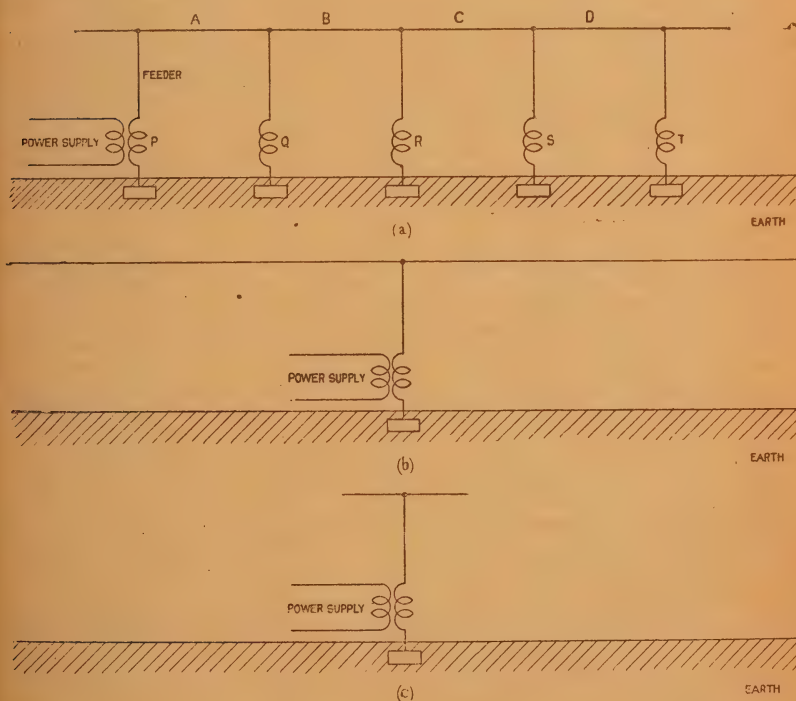 A B C D
FEEDER
POWER SUPPLY P Q R S T
(a)
EARTH
POWER SUPPLY
(b)
EARTH
POWER SUPPLY
(c)
EARTH